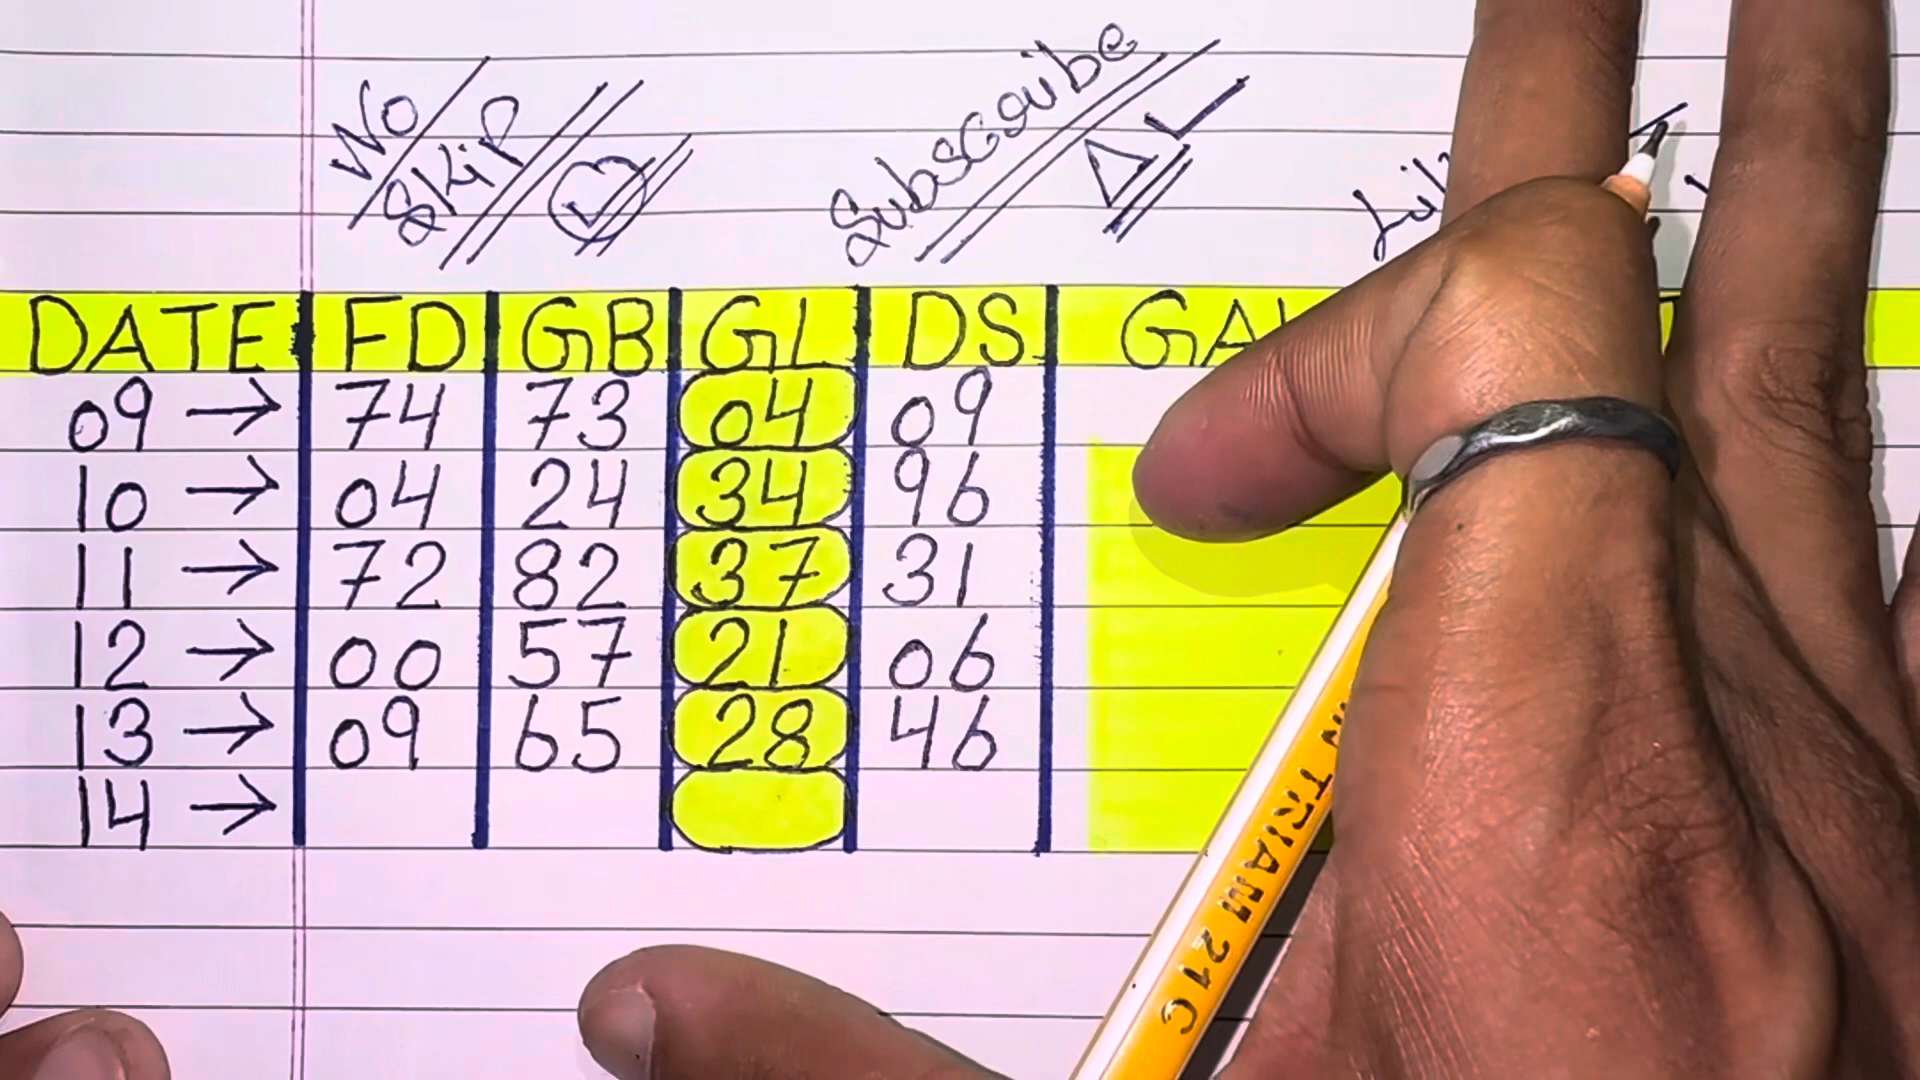 No
Skip
Subscribe
DATE FD GB GL DS
09 → 74 73 04 09
10 → 04 24 34 96
11 → 72 82 37 31
12 → 00 57 21 06
13 → 09 65 28 46
14 →
TRIAM 21C